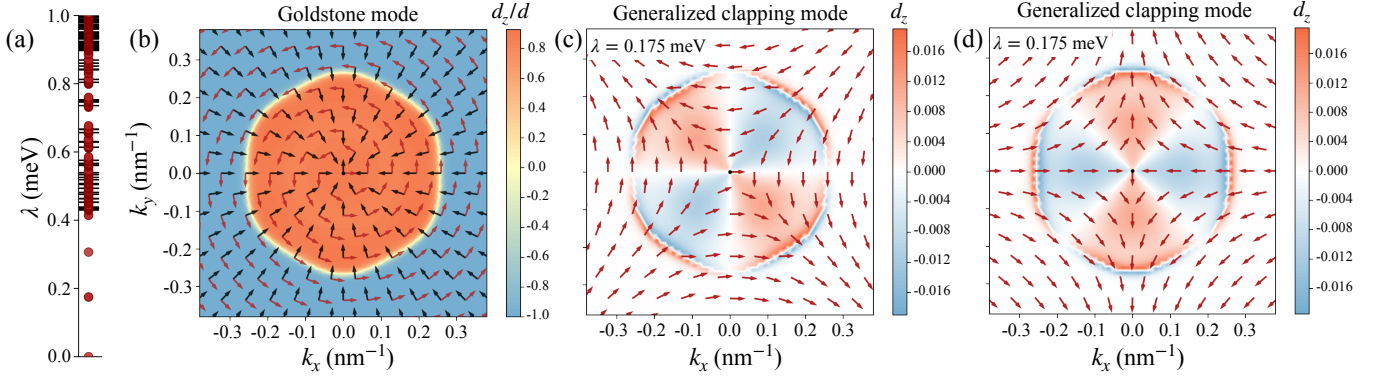 (a)
λ (meV)
1.0
0.8
0.6
0.4
0.2
0.0
(b)
Goldstone mode
d_z/d
k_y (nm⁻¹)
0.3
0.2
0.1
0.0
-0.1
-0.2
-0.3
-0.3 -0.2 -0.1 0.0 0.1 0.2 0.3
k_x (nm⁻¹)
0.8
0.6
0.4
0.2
0.0
-0.2
-0.4
-0.6
-0.8
-1.0
(c)
Generalized clapping mode
d_z
λ = 0.175 meV
-0.3 -0.2 -0.1 0.0 0.1 0.2 0.3
k_x (nm⁻¹)
0.016
0.012
0.008
0.004
0.000
-0.004
-0.008
-0.012
-0.016
(d)
Generalized clapping mode
d_z
λ = 0.175 meV
-0.3 -0.2 -0.1 0.0 0.1 0.2 0.3
k_x (nm⁻¹)
0.016
0.012
0.008
0.004
0.000
-0.004
-0.008
-0.012
-0.016